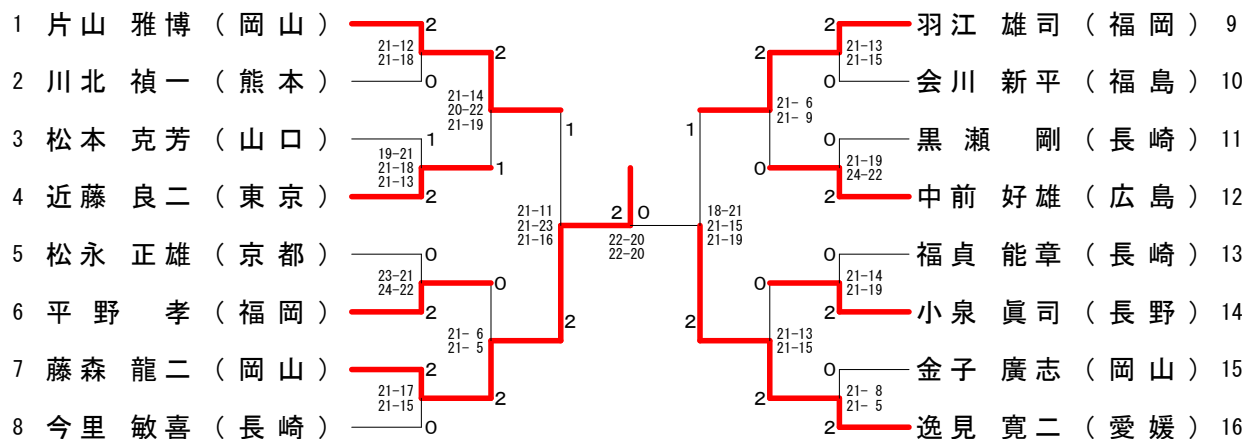 1 片山 雅博 ( 岡山 ) 2
21-12
21-18
2
2 川北 禎一 ( 熊本 ) 0
21-14
20-22
21-19
1
3 松本 克芳 ( 山口 ) 1
19-21
21-18
21-13
1
4 近藤 良二 ( 東京 ) 2
21-11
21-23
21-16
2 0
22-20
22-20
5 松永 正雄 ( 京都 ) 0
23-21
24-22
0
6 平野 孝 ( 福岡 ) 2
21- 6
21- 5
2
7 藤森 龍二 ( 岡山 ) 2
21-17
21-15
2
8 今里 敏喜 ( 長崎 ) 0
2 羽江 雄司 ( 福岡 ) 9
21-13
21-15
2
0 会川 新平 ( 福島 ) 10
21- 6
21- 9
1
0 黒瀬 剛 ( 長崎 ) 11
21-19
24-22
0
2 中前 好雄 ( 広島 ) 12
18-21
21-15
21-19
0 福貞 能章 ( 長崎 ) 13
21-14
21-19
0
2 小泉 眞司 ( 長野 ) 14
21-13
21-15
2
0 金子 廣志 ( 岡山 ) 15
21- 8
21- 5
2
2 逸見 寛二 ( 愛媛 ) 16